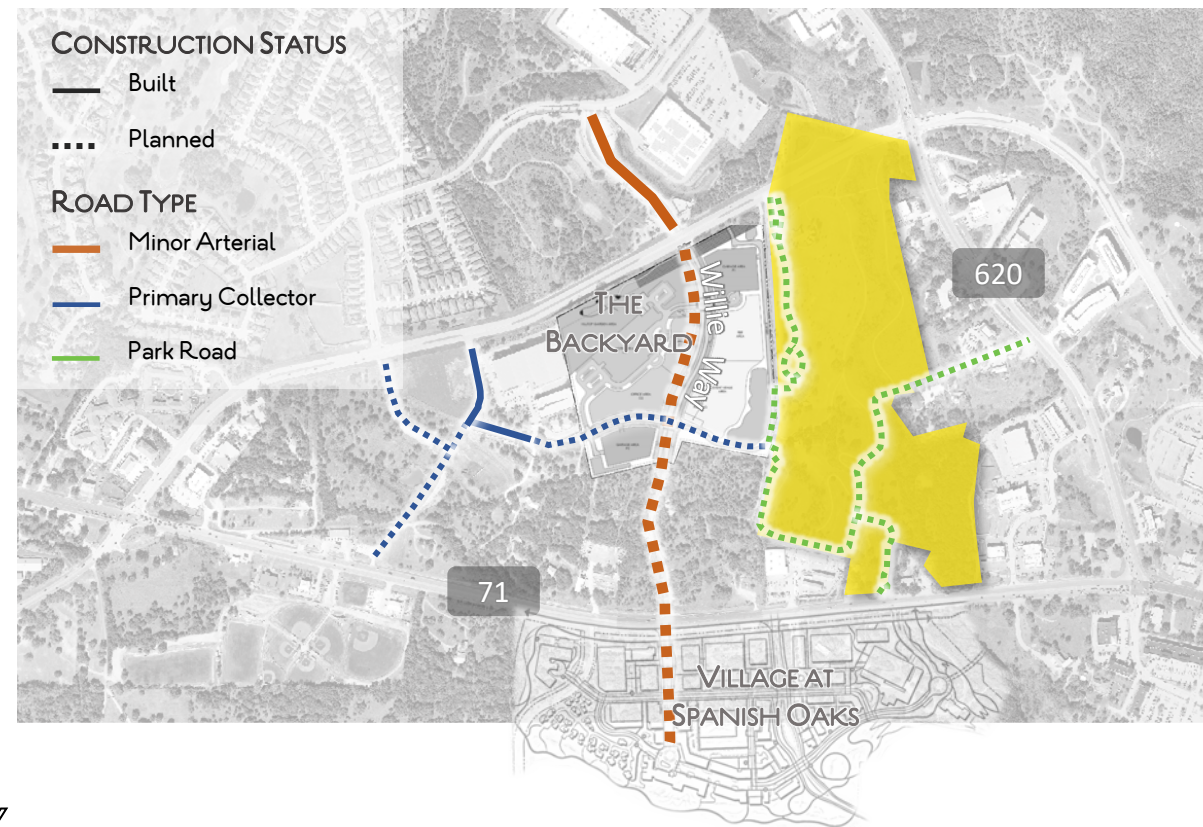 CONSTRUCTION STATUS
Built
Planned
ROAD TYPE
Minor Arterial
Primary Collector
Park Road
620
THE
BACKYARD
Willie Way
71
VILLAGE AT
SPANISH OAKS